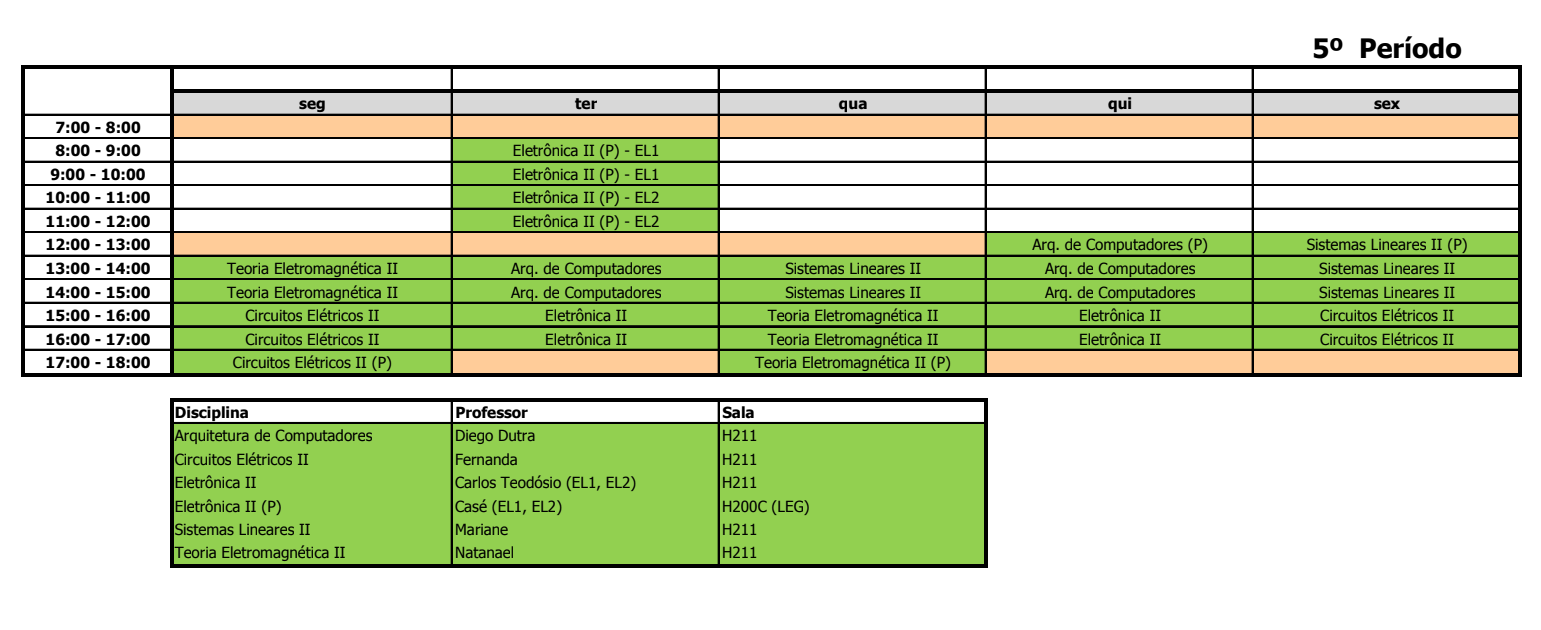 5º Período
seg ter qua qui sex
7:00 - 8:00
8:00 - 9:00 Eletrônica II (P) - EL1
9:00 - 10:00 Eletrônica II (P) - EL1
10:00 - 11:00 Eletrônica II (P) - EL2
11:00 - 12:00 Eletrônica II (P) - EL2
12:00 - 13:00 Arq. de Computadores (P) Sistemas Lineares II (P)
13:00 - 14:00 Teoria Eletromagnética II Arq. de Computadores Sistemas Lineares II Arq. de Computadores Sistemas Lineares II
14:00 - 15:00 Teoria Eletromagnética II Arq. de Computadores Sistemas Lineares II Arq. de Computadores Sistemas Lineares II
15:00 - 16:00 Circuitos Elétricos II Eletrônica II Teoria Eletromagnética II Eletrônica II Circuitos Elétricos II
16:00 - 17:00 Circuitos Elétricos II Eletrônica II Teoria Eletromagnética II Eletrônica II Circuitos Elétricos II
17:00 - 18:00 Circuitos Elétricos II (P) Teoria Eletromagnética II (P)
Disciplina Professor Sala
Arquitetura de Computadores Diego Dutra H211
Circuitos Elétricos II Fernanda H211
Eletrônica II Carlos Teodósio (EL1, EL2) H211
Eletrônica II (P) Casé (EL1, EL2) H200C (LEG)
Sistemas Lineares II Mariane H211
Teoria Eletromagnética II Natanael H211